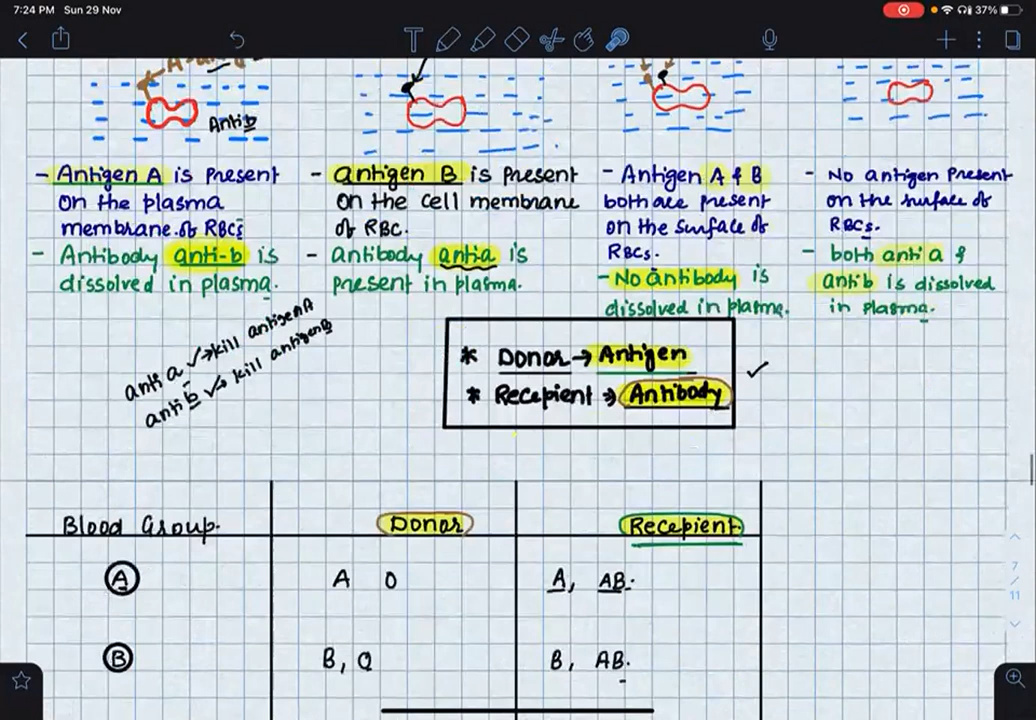 7:24 PM Sun 29 Nov
37%
Antib
- Antigen A is present
on the plasma
membrane of RBCs
- Antibody anti-b is
dissolved in plasma.
- antigen B is present
on the cell membrane
of RBC.
- Antibody antia is
present in plasma.
- Antigen A & B
both are present
on the surface of
RBCs.
- No antibody is
dissolved in plasma.
- No antigen present
on the surface of
RBCs.
- both anti a &
antib is dissolved
in plasma.
anti a → kill antigen A
anti b → kill antigen B
* Donor → Antigen
* Recepient → Antibody
Blood Group. Donor Recepient
A A O A, AB.
B B, O B, AB.
7
11